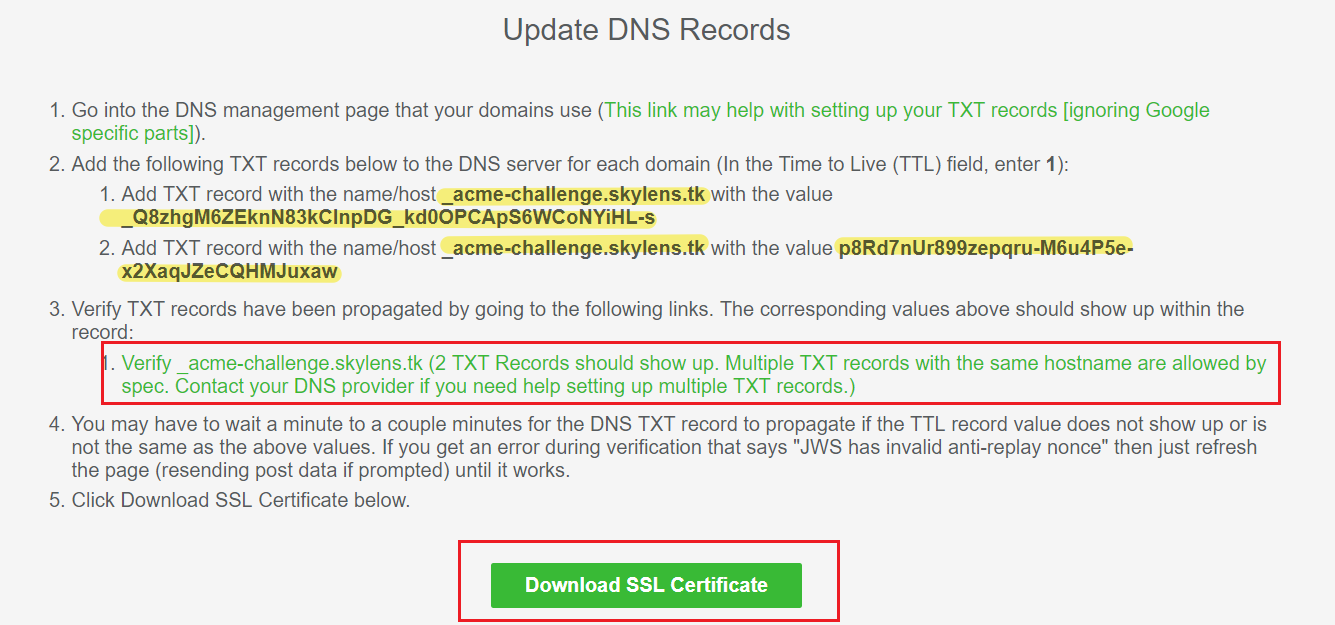 Update DNS Records
1. Go into the DNS management page that your domains use (This link may help with setting up your TXT records [ignoring Google
specific parts]).
2. Add the following TXT records below to the DNS server for each domain (In the Time to Live (TTL) field, enter 1):
1. Add TXT record with the name/host _acme-challenge.skylens.tk with the value
_Q8zhgM6ZEknN83kCInpDG_kd0OPCApS6WCoNYiHL-s
2. Add TXT record with the name/host _acme-challenge.skylens.tk with the value p8Rd7nUr899zepqru-M6u4P5e-
x2XaqJZeCQHMJuxaw
3. Verify TXT records have been propagated by going to the following links. The corresponding values above should show up within the
record:
1. Verify _acme-challenge.skylens.tk (2 TXT Records should show up. Multiple TXT records with the same hostname are allowed by
spec. Contact your DNS provider if you need help setting up multiple TXT records.)
4. You may have to wait a minute to a couple minutes for the DNS TXT record to propagate if the TTL record value does not show up or is
not the same as the above values. If you get an error during verification that says "JWS has invalid anti-replay nonce" then just refresh
the page (resending post data if prompted) until it works.
5. Click Download SSL Certificate below.
Download SSL Certificate